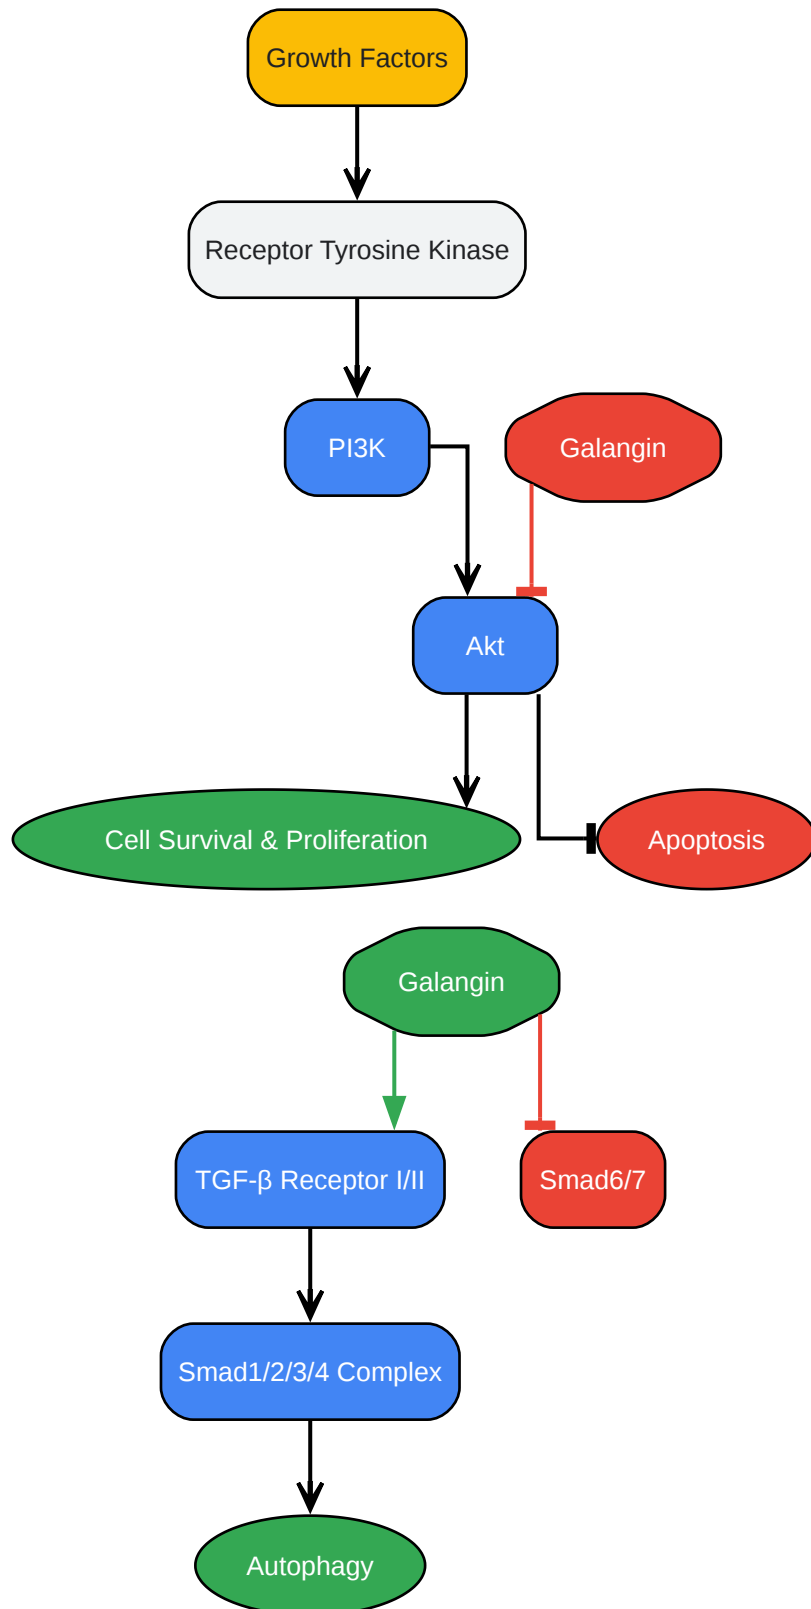 Growth Factors
Receptor Tyrosine Kinase
PI3K
Galangin
Akt
Cell Survival & Proliferation
Apoptosis
Galangin
TGF-β Receptor I/II
Smad6/7
Smad1/2/3/4 Complex
Autophagy